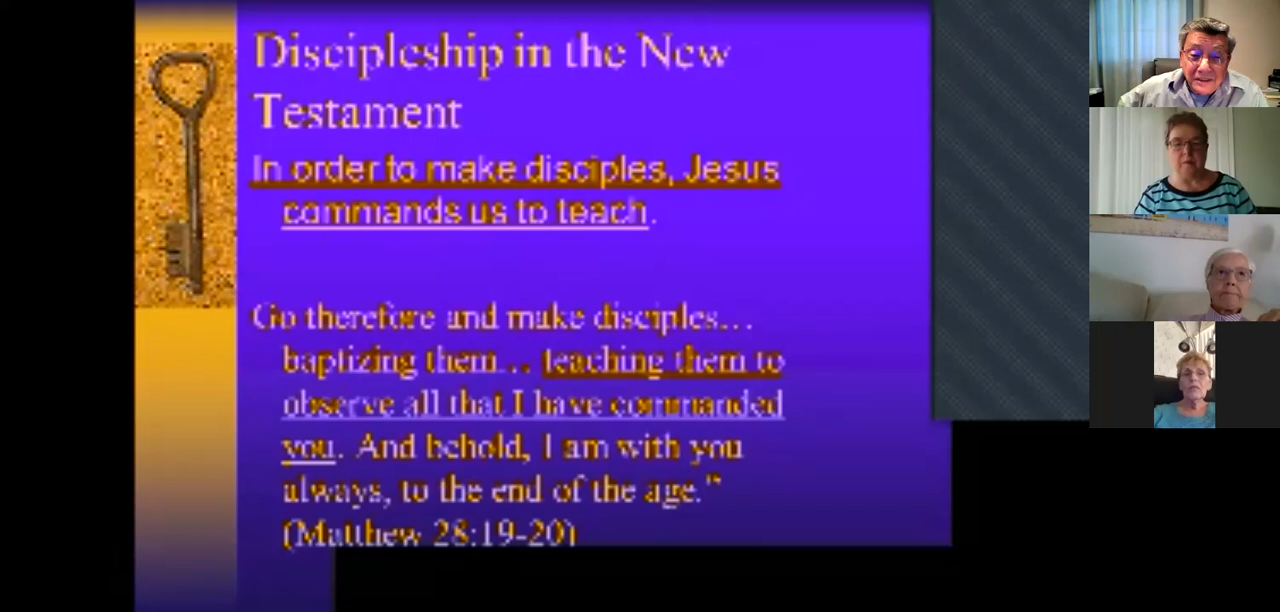 Discipleship in the New
Testament
In order to make disciples, Jesus
commands us to teach.
Go therefore and make disciples…
baptizing them… teaching them to
observe all that I have commanded
you. And behold, I am with you
always, to the end of the age.”
(Matthew 28:19-20)